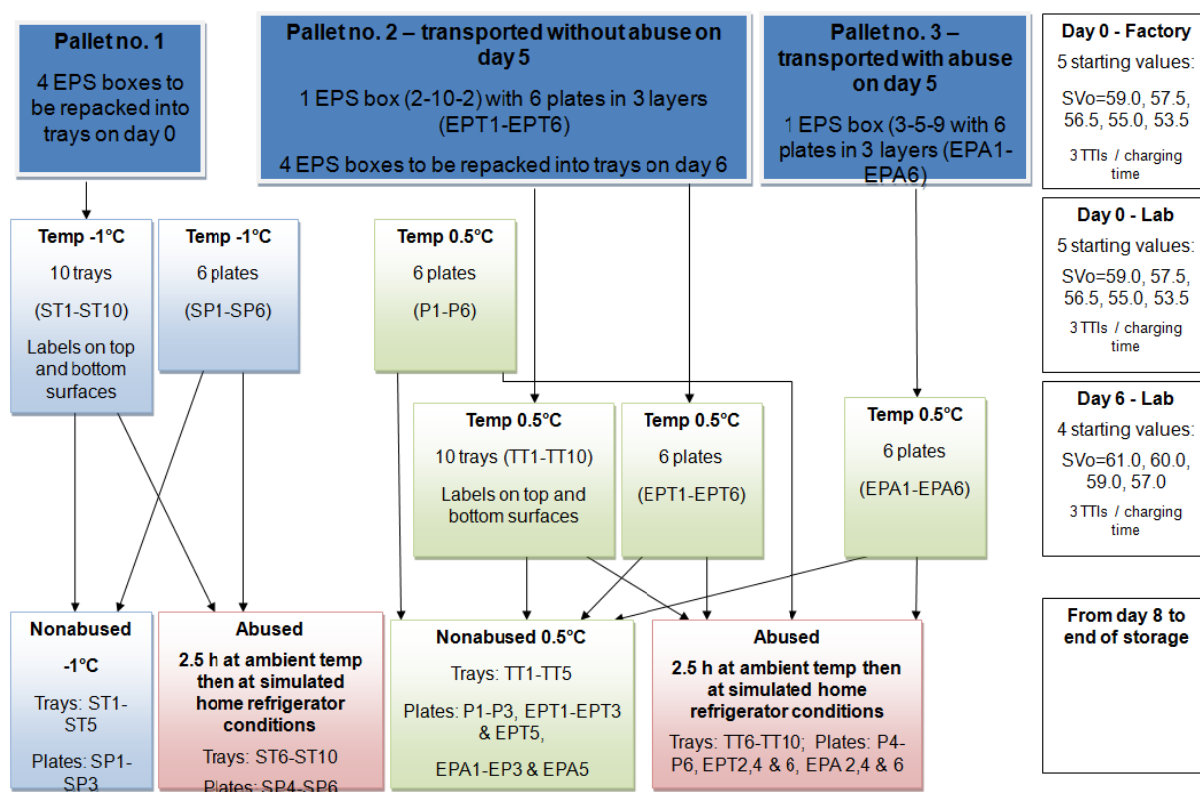 Pallet no. 1
4 EPS boxes to
be repacked into
trays on day 0
Pallet no. 2 – transported without abuse on
day 5
1 EPS box (2-10-2) with 6 plates in 3 layers
(EPT1-EPT6)
4 EPS boxes to be repacked into trays on day 6
Pallet no. 3 –
transported with abuse
on day 5
1 EPS box (3-5-9 with 6
plates in 3 layers (EPA1-
EPA6)
Day 0 - Factory
5 starting values:
SVo=59.0, 57.5,
56.5, 55.0, 53.5
3 TTIs / charging
time
Temp -1°C
10 trays
(ST1-ST10)
Labels on top
and bottom
surfaces
Temp -1°C
6 plates
(SP1-SP6)
Temp 0.5°C
6 plates
(P1-P6)
Day 0 - Lab
5 starting values:
SVo=59.0, 57.5,
56.5, 55.0, 53.5
3 TTIs / charging
time
Temp 0.5°C
10 trays (TT1-TT10)
Labels on top and
bottom surfaces
Temp 0.5°C
6 plates
(EPT1-EPT6)
Temp 0.5°C
6 plates
(EPA1-EPA6)
Day 6 - Lab
4 starting values:
SVo=61.0, 60.0,
59.0, 57.0
3 TTIs / charging
time
Nonabused
-1°C
Trays: ST1-
ST5
Plates: SP1-
SP3
Abused
2.5 h at ambient temp
then at simulated
home refrigerator
conditions
Trays: ST6-ST10
Plates: SP4-SP6
Nonabused 0.5°C
Trays: TT1-TT5
Plates: P1-P3, EPT1-EPT3
& EPT5,
EPA1-EP3 & EPA5
Abused
2.5 h at ambient temp then
at simulated home
refrigerator conditions
Trays: TT6-TT10; Plates: P4-
P6, EPT2,4 & 6, EPA 2,4 & 6
From day 8 to
end of storage